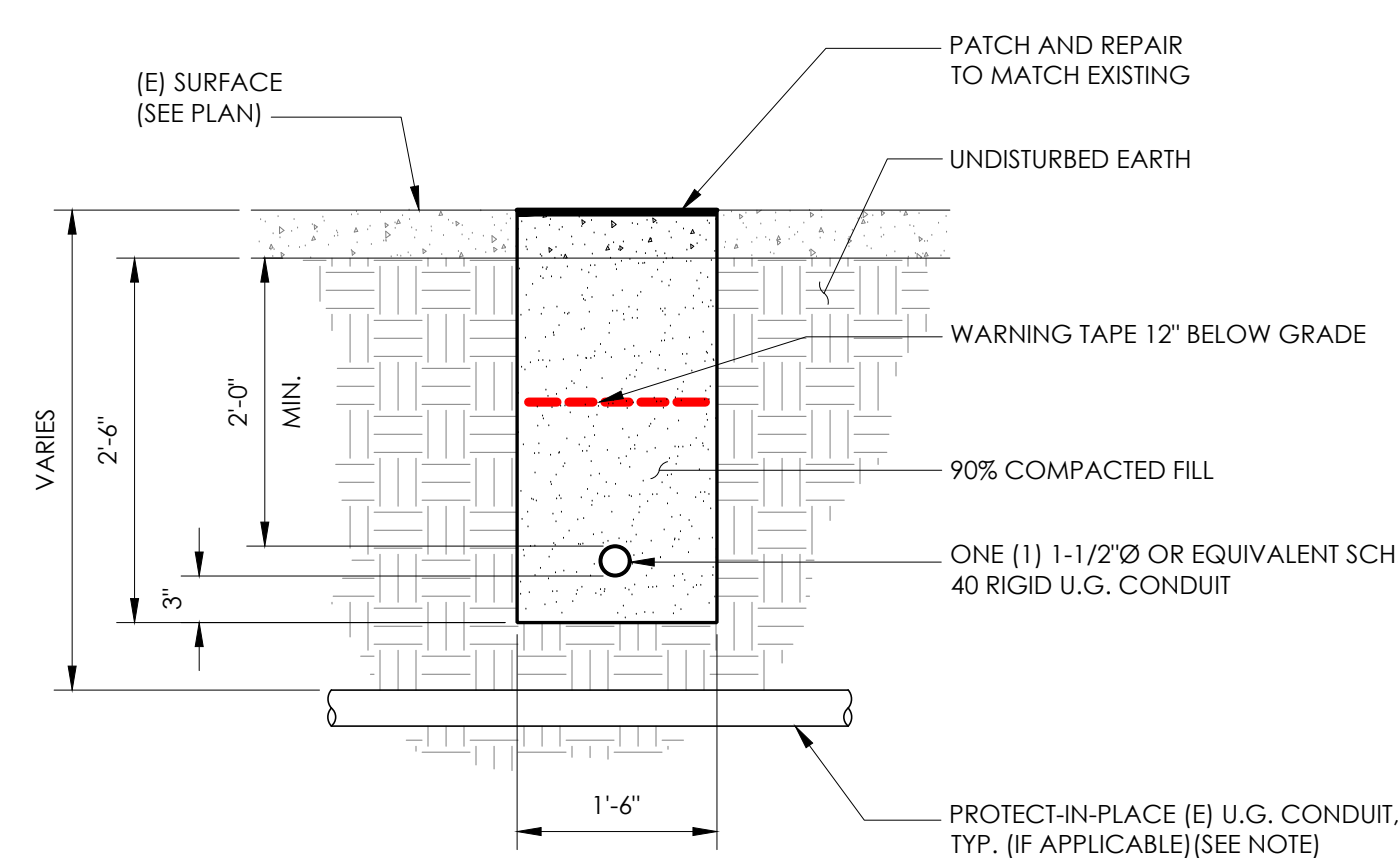 PATCH AND REPAIR
TO MATCH EXISTING
(E) SURFACE
(SEE PLAN)
UNDISTURBED EARTH
WARNING TAPE 12" BELOW GRADE
VARIES
2'-6"
2'-0"
MIN.
90% COMPACTED FILL
ONE (1) 1-1/2"Ø OR EQUIVALENT SCH
40 RIGID U.G. CONDUIT
3"
1'-6"
PROTECT-IN-PLACE (E) U.G. CONDUIT,
TYP. (IF APPLICABLE)(SEE NOTE)